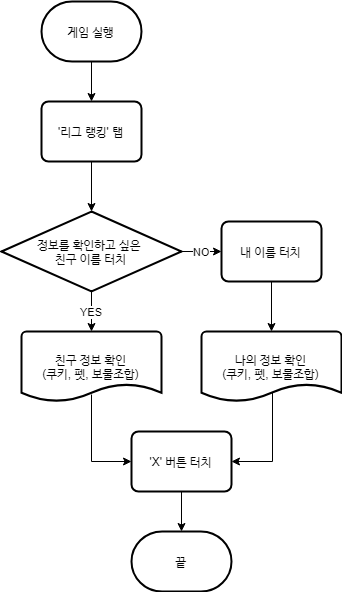 게임 실행
'리그 랭킹' 탭
정보를 확인하고 싶은
친구 이름 터치
NO
내 이름 터치
YES
친구 정보 확인
(쿠키, 펫, 보물조합)
나의 정보 확인
(쿠키, 펫, 보물조합)
'X' 버튼 터치
끝